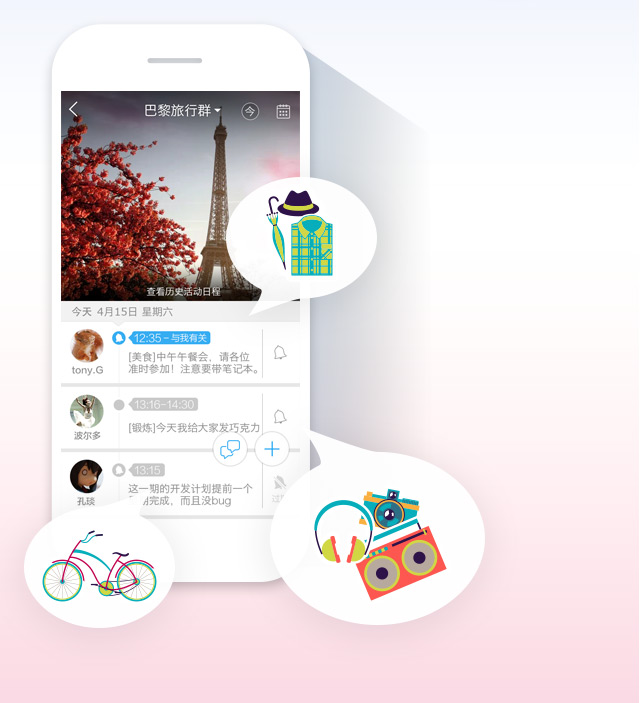 巴黎旅行群
今
查看历史活动日程
今天 4月15日 星期六
12:35－与我有关
[美食]中午午餐会，请各位
准时参加！注意要带笔记本。
tony.G
13:16-14:30
[锻炼]今天我给大家发巧克力
波尔多
13:15
这一期的开发计划提前一个
完成，而且没bug
孔琰